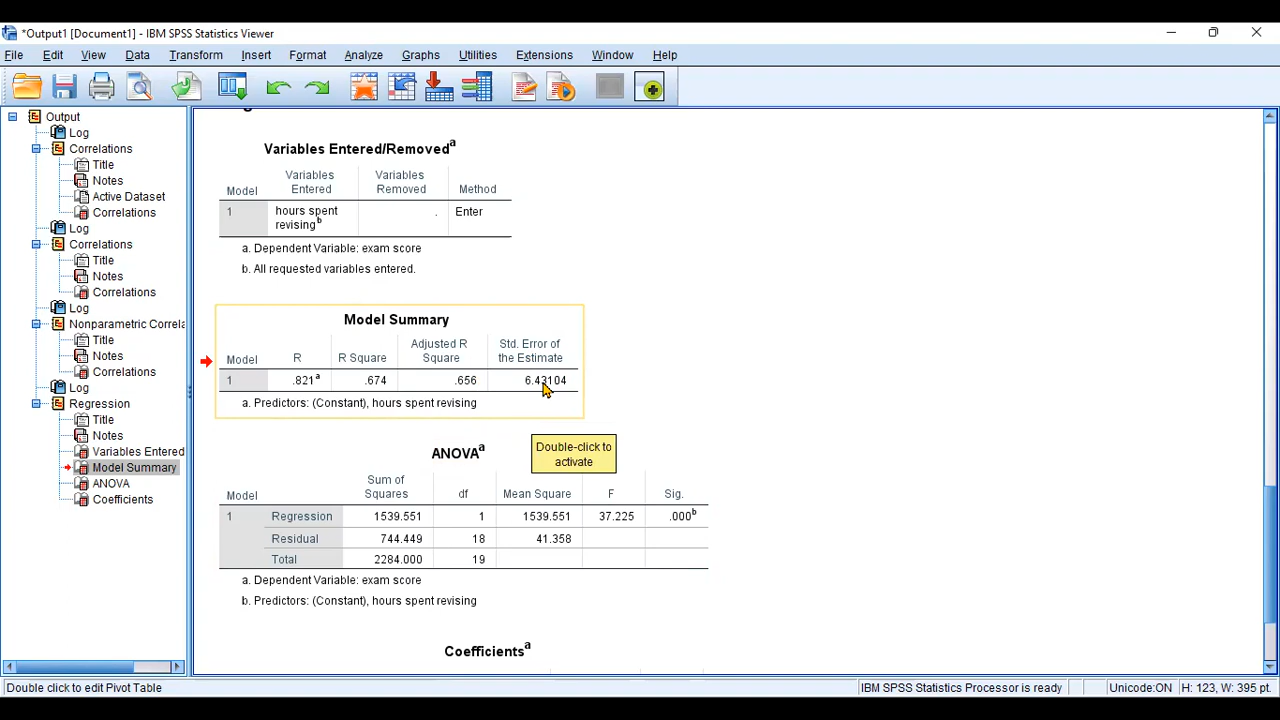 *Output1 [Document1] - IBM SPSS Statistics Viewer
File Edit View Data Transform Insert Format Analyze Graphs Utilities Extensions Window Help
Output
Log
Correlations
Title
Notes
Active Dataset
Correlations
Log
Correlations
Title
Notes
Correlations
Log
Nonparametric Correla
Title
Notes
Correlations
Log
Regression
Title
Notes
Variables Entered
Model Summary
ANOVA
Coefficients
Variables Entered/Removed a
Model Variables Entered Variables Removed Method
1 hours spent revising b . Enter
a. Dependent Variable: exam score
b. All requested variables entered.
Model Summary
Model R R Square Adjusted R Square Std. Error of the Estimate
1 .821 a .674 .656 6.43104
a. Predictors: (Constant), hours spent revising
Double-click to
activate
ANOVA a
Model Sum of Squares df Mean Square F Sig.
1 Regression 1539.551 1 1539.551 37.225 .000 b
Residual 744.449 18 41.358
Total 2284.000 19
a. Dependent Variable: exam score
b. Predictors: (Constant), hours spent revising
Coefficients a
Double click to edit Pivot Table
IBM SPSS Statistics Processor is ready
Unicode:ON
H: 123, W: 395 pt.